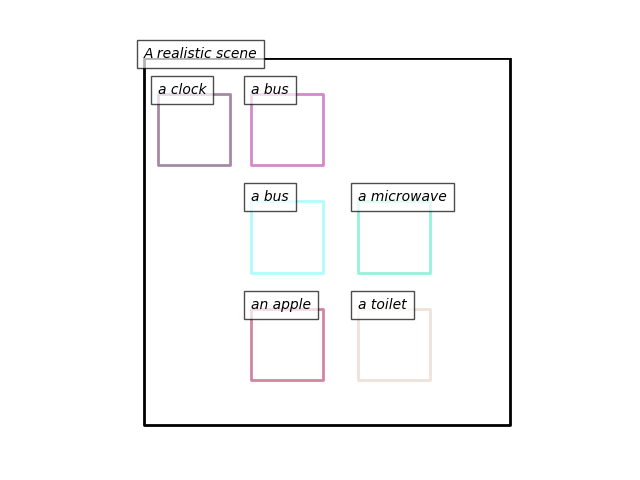 A realistic scene
a clock
a bus
a bus
a microwave
an apple
a toilet